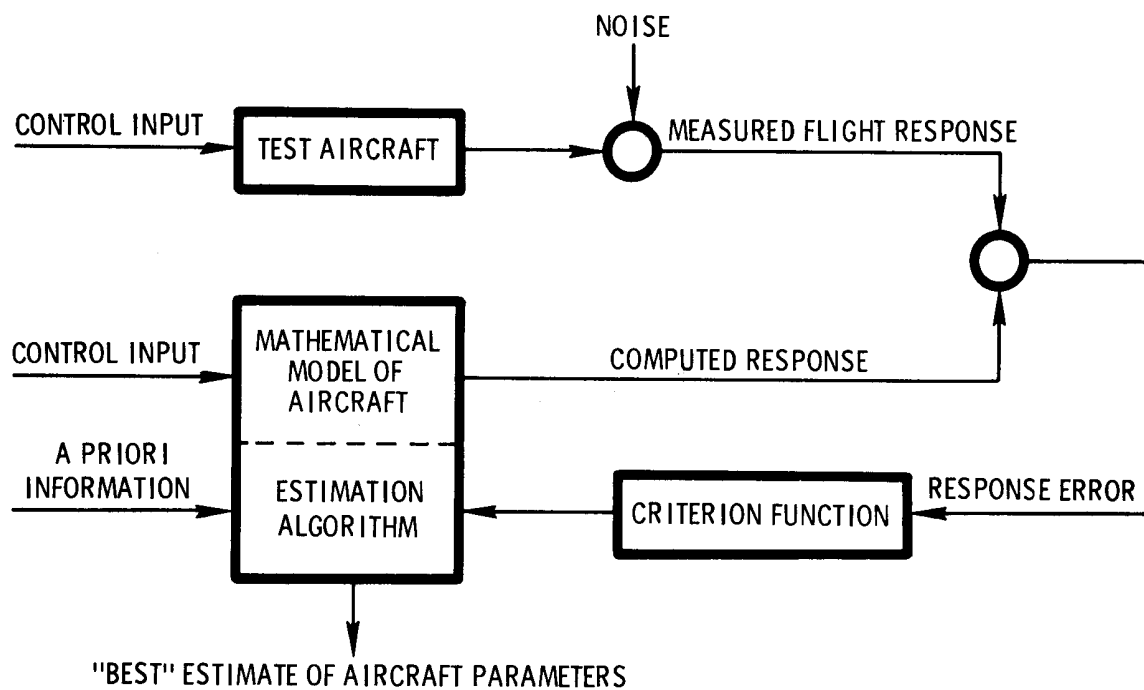 NOISE
CONTROL INPUT
TEST AIRCRAFT
MEASURED FLIGHT RESPONSE
CONTROL INPUT
MATHEMATICAL
MODEL OF
AIRCRAFT
COMPUTED RESPONSE
A PRIORI
INFORMATION
ESTIMATION
ALGORITHM
CRITERION FUNCTION
RESPONSE ERROR
"BEST" ESTIMATE OF AIRCRAFT PARAMETERS